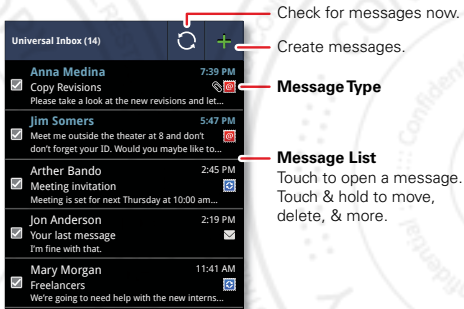 Check for messages now.
Universal Inbox (14)
Create messages.
Anna Medina 7:39 PM
Copy Revisions
Please take a look at the new revisions and let...
Message Type
Jim Somers 5:47 PM
Meet me outside the theater at 8 and don't
don't forget your ID. Would you maybe like to...
Arther Bando 2:45 PM
Meeting invitation
Meeting is set for next Thursday at 10:00 am...
Message List
Touch to open a message.
Touch & hold to move,
delete, & more.
Jon Anderson 2:19 PM
Your last message
I'm fine with that.
Mary Morgan 11:41 AM
Freelancers
We're going to need help with the new interns...
Confidential